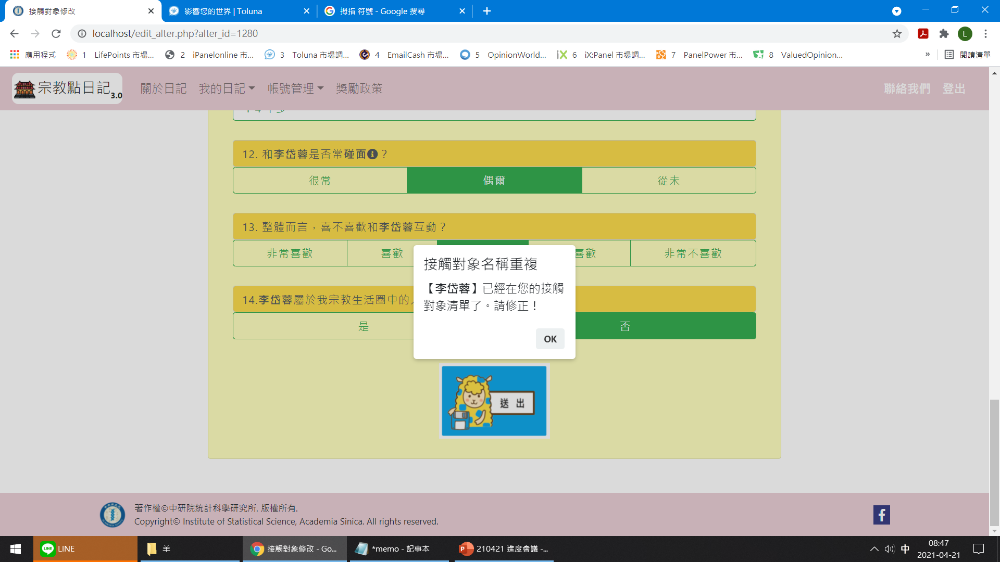 接觸對象修改
影響您的世界 | Toluna
拇指 符號 - Google 搜尋
localhost/edit_alter.php?alter_id=1280
L
應用程式
1 LifePoints 市場...
2 iPanelonline 市...
3 Toluna 市場調...
4 EmailCash 市場...
5 OpinionWorld...
6 iX:Panel 市場調...
7 PanelPower 市...
8 ValuedOpinion...
»
閱讀清單
宗教點日記3.0
關於日記
我的日記
帳號管理
獎勵政策
聯絡我們
登出
12. 和李岱蓉是否常碰面？
很常
偶爾
從未
13. 整體而言，喜不喜歡和李岱蓉互動？
非常喜歡
喜歡
喜歡
非常不喜歡
14.李岱蓉屬於我宗教生活圈中的
是
否
接觸對象名稱重複
【李岱蓉】已經在您的接觸
對象清單了。請修正！
OK
送 出
著作權©中研院統計科學研究所. 版權所有.
Copyright© Institute of Statistical Science, Academia Sinica. All rights reserved.
LINE
羊
接觸對象修改 - Go...
*memo - 記事本
210421 進度會議 -...
中
08:47
2021-04-21